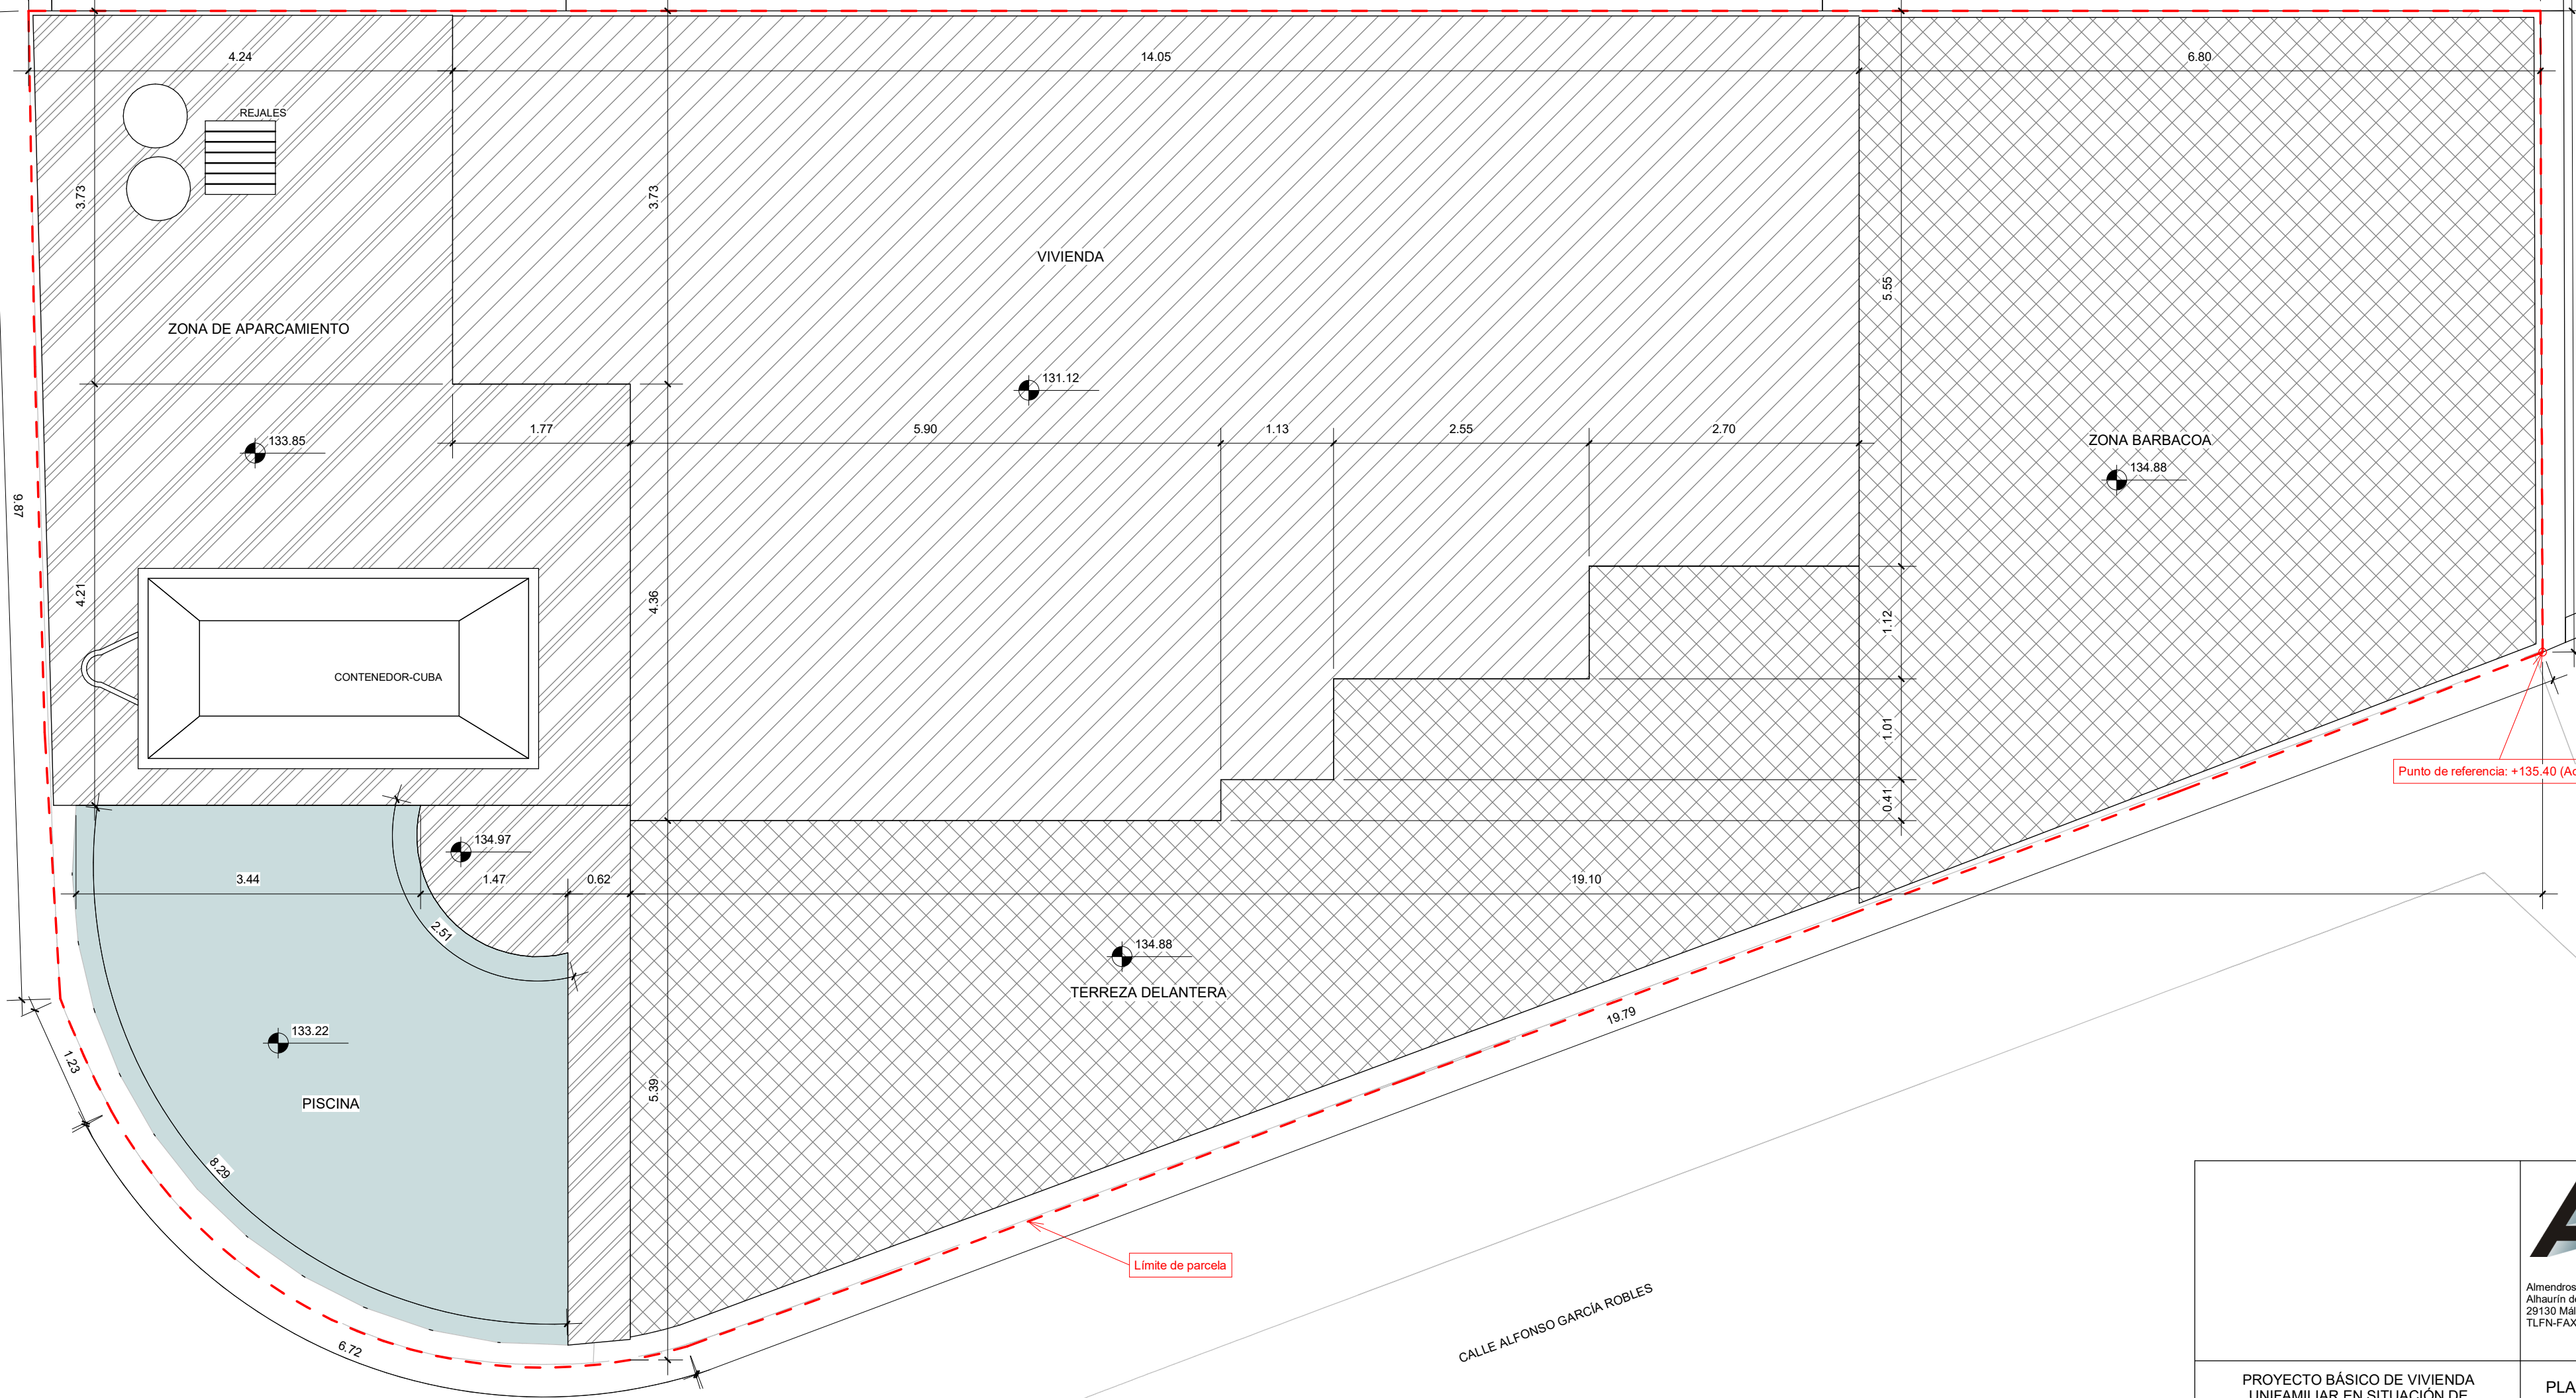 4.24
14.05
6.80
REJALES
3.73
3.73
VIVIENDA
5.55
ZONA DE APARCAMIENTO
131.12
1.77
5.90
1.13
2.55
2.70
133.85
ZONA BARBACOA
134.88
9.87
4.21
4.36
1.12
CONTENEDOR-CUBA
1.01
Punto de referencia: +135.40
0.41
134.97
3.44
1.47
0.62
19.10
2.51
134.88
TERREZA DELANTERA
19.79
133.22
1.23
PISCINA
5.39
8.29
Límite de parcela
6.72
CALLE ALFONSO GARCÍA ROBLES
Almendros
Alhaurín
29130
TLFN-FAX
PROYECTO BÁSICO DE VIVIENDA
UNIFAMILIAR EN SITUACIÓN DE